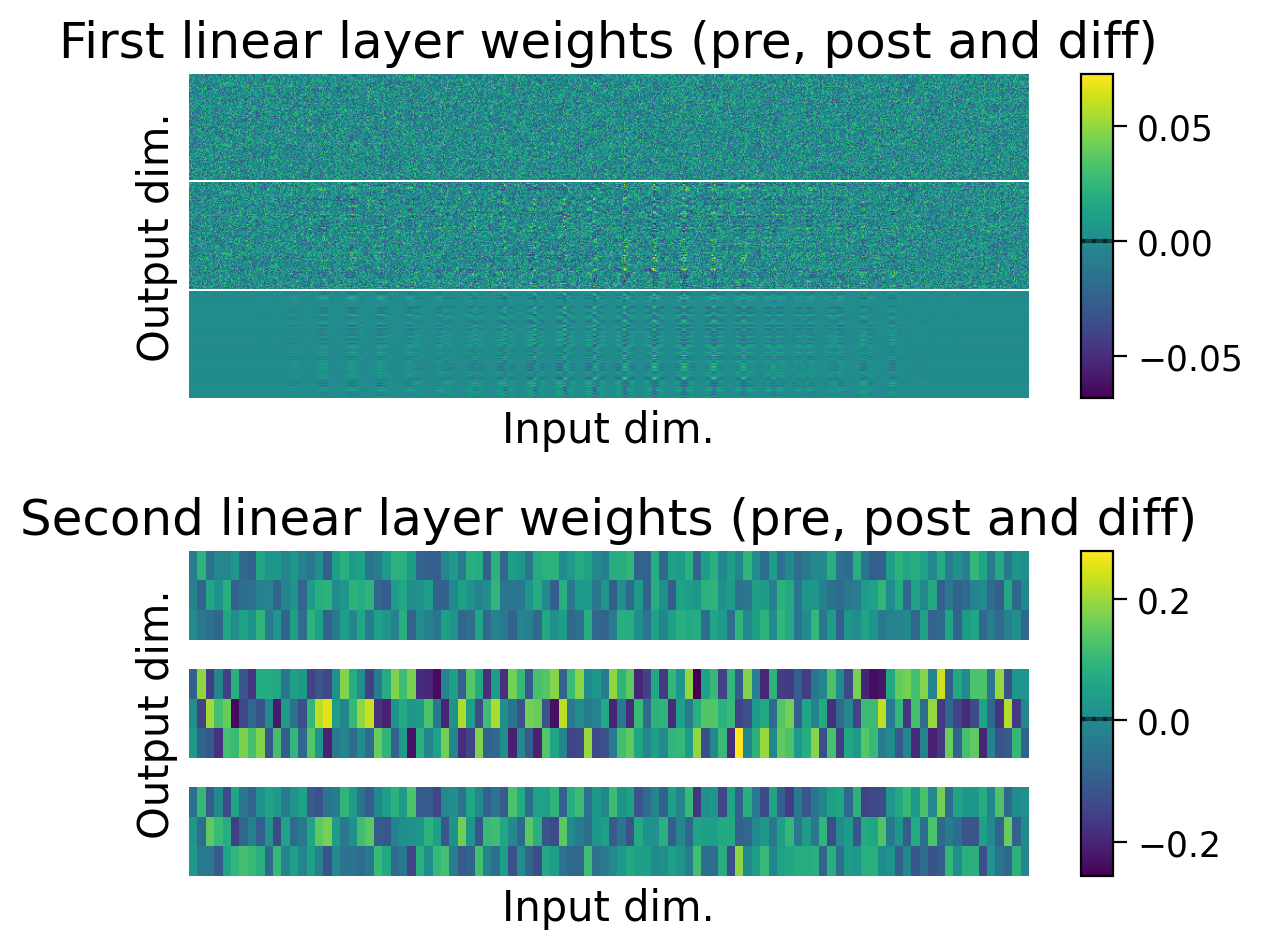 First linear layer weights (pre, post and diff)
Output dim.
0.05
0.00
−0.05
Input dim.
Second linear layer weights (pre, post and diff)
Output dim.
0.2
0.0
−0.2
Input dim.